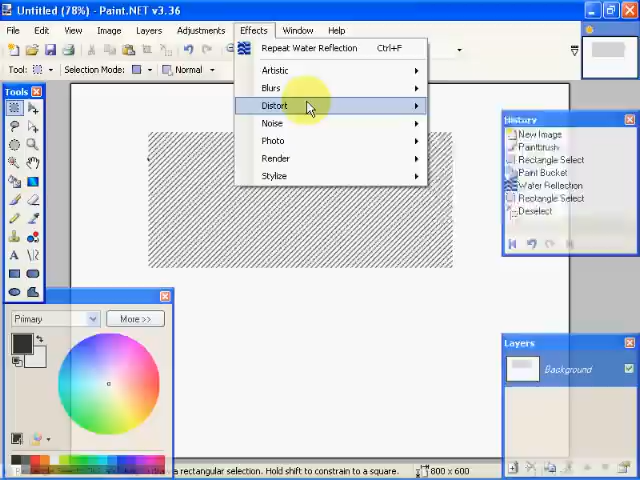 Untitled (78%) - Paint.NET v3.36
File Edit View Image Layers Adjustments Effects Window Help
Repeat Water Reflection Ctrl+F
Tool: Selection Mode: Normal
Artistic
Blurs
Distort
Noise
Photo
Render
Stylize
Tools
History
New Image
Paintbrush
Rectangle Select
Paint Bucket
Water Reflection
Rectangle Select
Deselect
Primary
More >>
Layers
Background
a rectangular selection. Hold shift to constrain to a square.
800 x 600